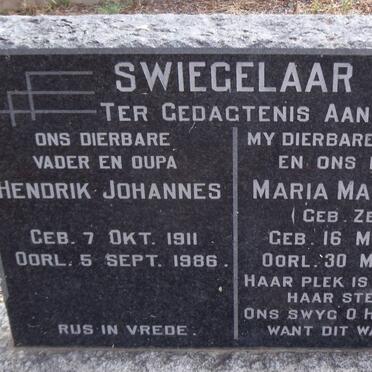 SWIEGELAAR
TER GEDAGTENIS AAN
ONS DIERBARE
VADER EN OUPA
HENDRIK JOHANNES
GEB. 7 OKT. 1911
OORL. 5 SEPT. 1986.
RUS IN VREDE.
MY DIERBARE
EN ONS
MARIA
(GEB.
GEB. 16
OORL. 30
HAAR PLEK IS
HAAR
ONS SWYG O
WANT DIT